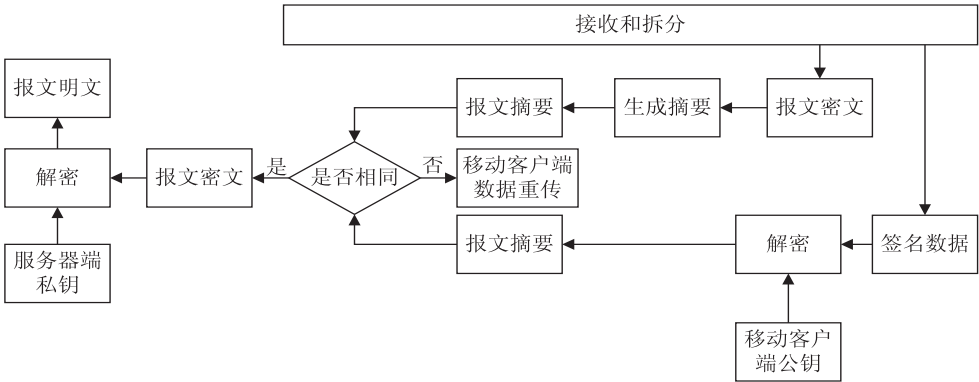 接收和拆分
报文明文
报文摘要
生成摘要
报文密文
解密
报文密文
是
是否相同
否
移动客户端
数据重传
服务器端
私钥
报文摘要
解密
签名数据
移动客户
端公钥